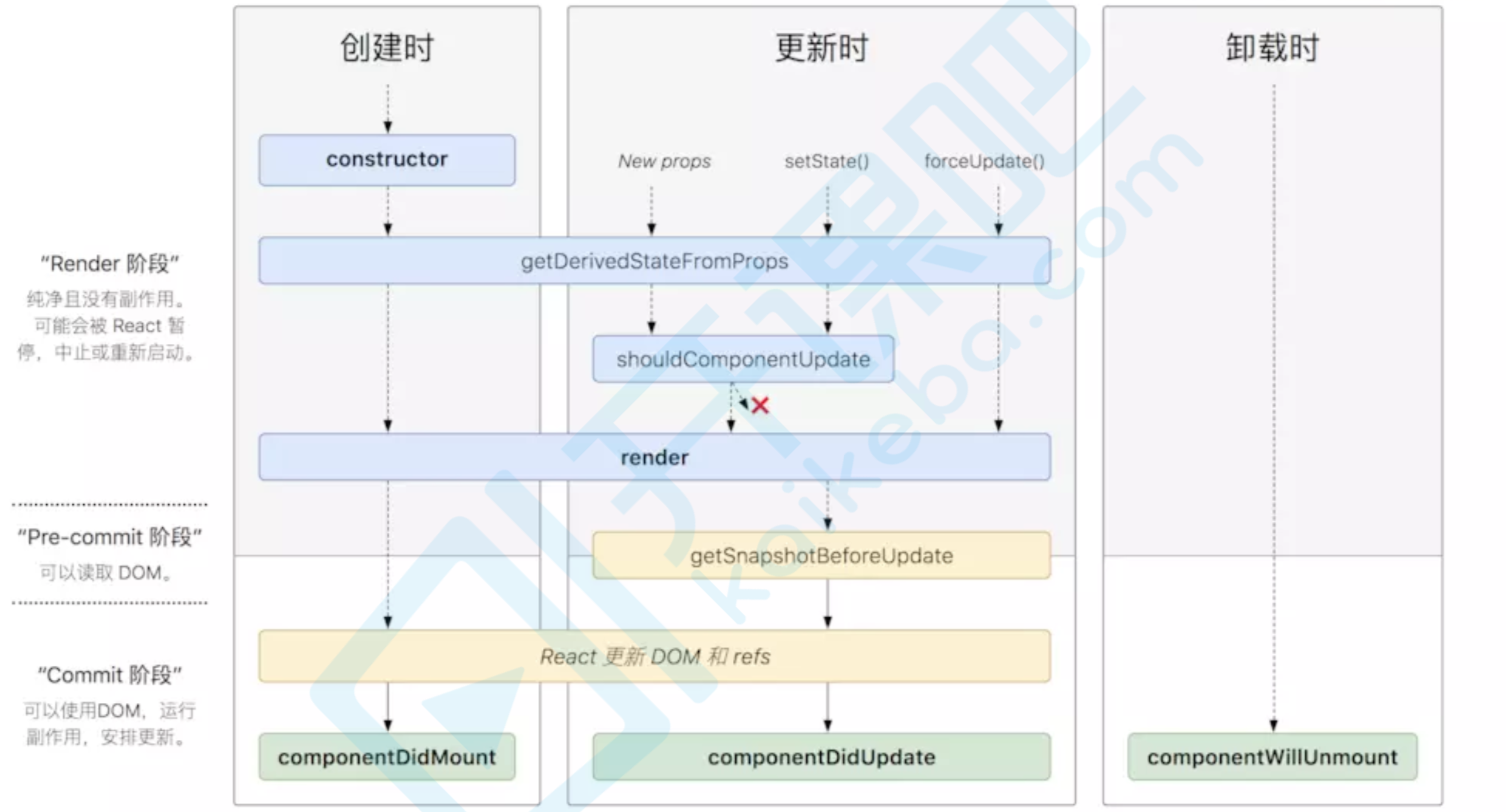 创建时
更新时
卸载时
constructor
New props
setState()
forceUpdate()
“Render 阶段”
纯净且没有副作用。
可能会被 React 暂
停，中止或重新启动。
getDerivedStateFromProps
shouldComponentUpdate
render
“Pre-commit 阶段”
可以读取 DOM。
getSnapshotBeforeUpdate
“Commit 阶段”
可以使用DOM，运行
副作用，安排更新。
React 更新 DOM 和 refs
componentDidMount
componentDidUpdate
componentWillUnmount
开课吧
kaikeba.com